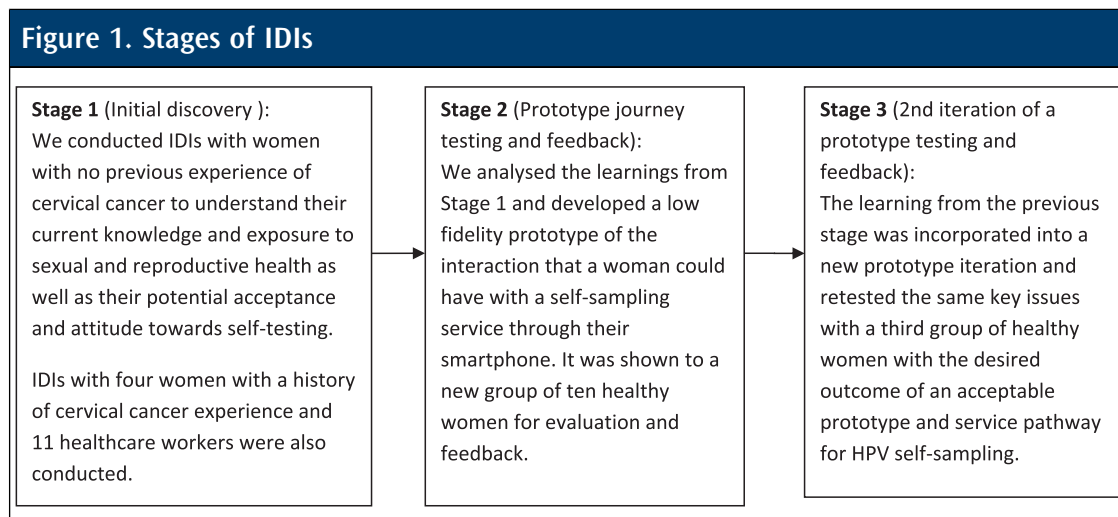 Figure 1. Stages of IDIs
Stage 1 (Initial discovery ):
We conducted IDIs with women
with no previous experience of
cervical cancer to understand their
current knowledge and exposure to
sexual and reproductive health as
well as their potential acceptance
and attitude towards self-testing.
IDIs with four women with a history
of cervical cancer experience and
11 healthcare workers were also
conducted.
Stage 2 (Prototype journey
testing and feedback):
We analysed the learnings from
Stage 1 and developed a low
fidelity prototype of the
interaction that a woman could
have with a self-sampling
service through their
smartphone. It was shown to a
new group of ten healthy
women for evaluation and
feedback.
Stage 3 (2nd iteration of a
prototype testing and
feedback):
The learning from the previous
stage was incorporated into a
new prototype iteration and
retested the same key issues
with a third group of healthy
women with the desired
outcome of an acceptable
prototype and service pathway
for HPV self-sampling.